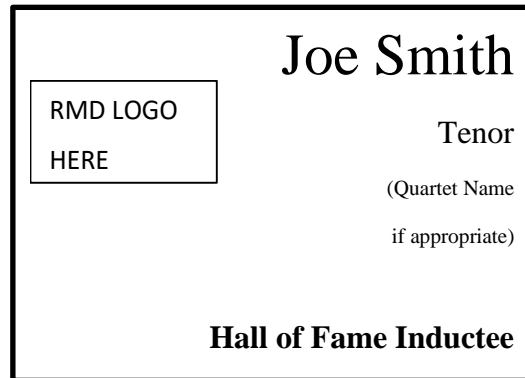 Joe Smith
RMD LOGO
HERE
Tenor
(Quartet Name
if appropriate)
Hall of Fame Inductee